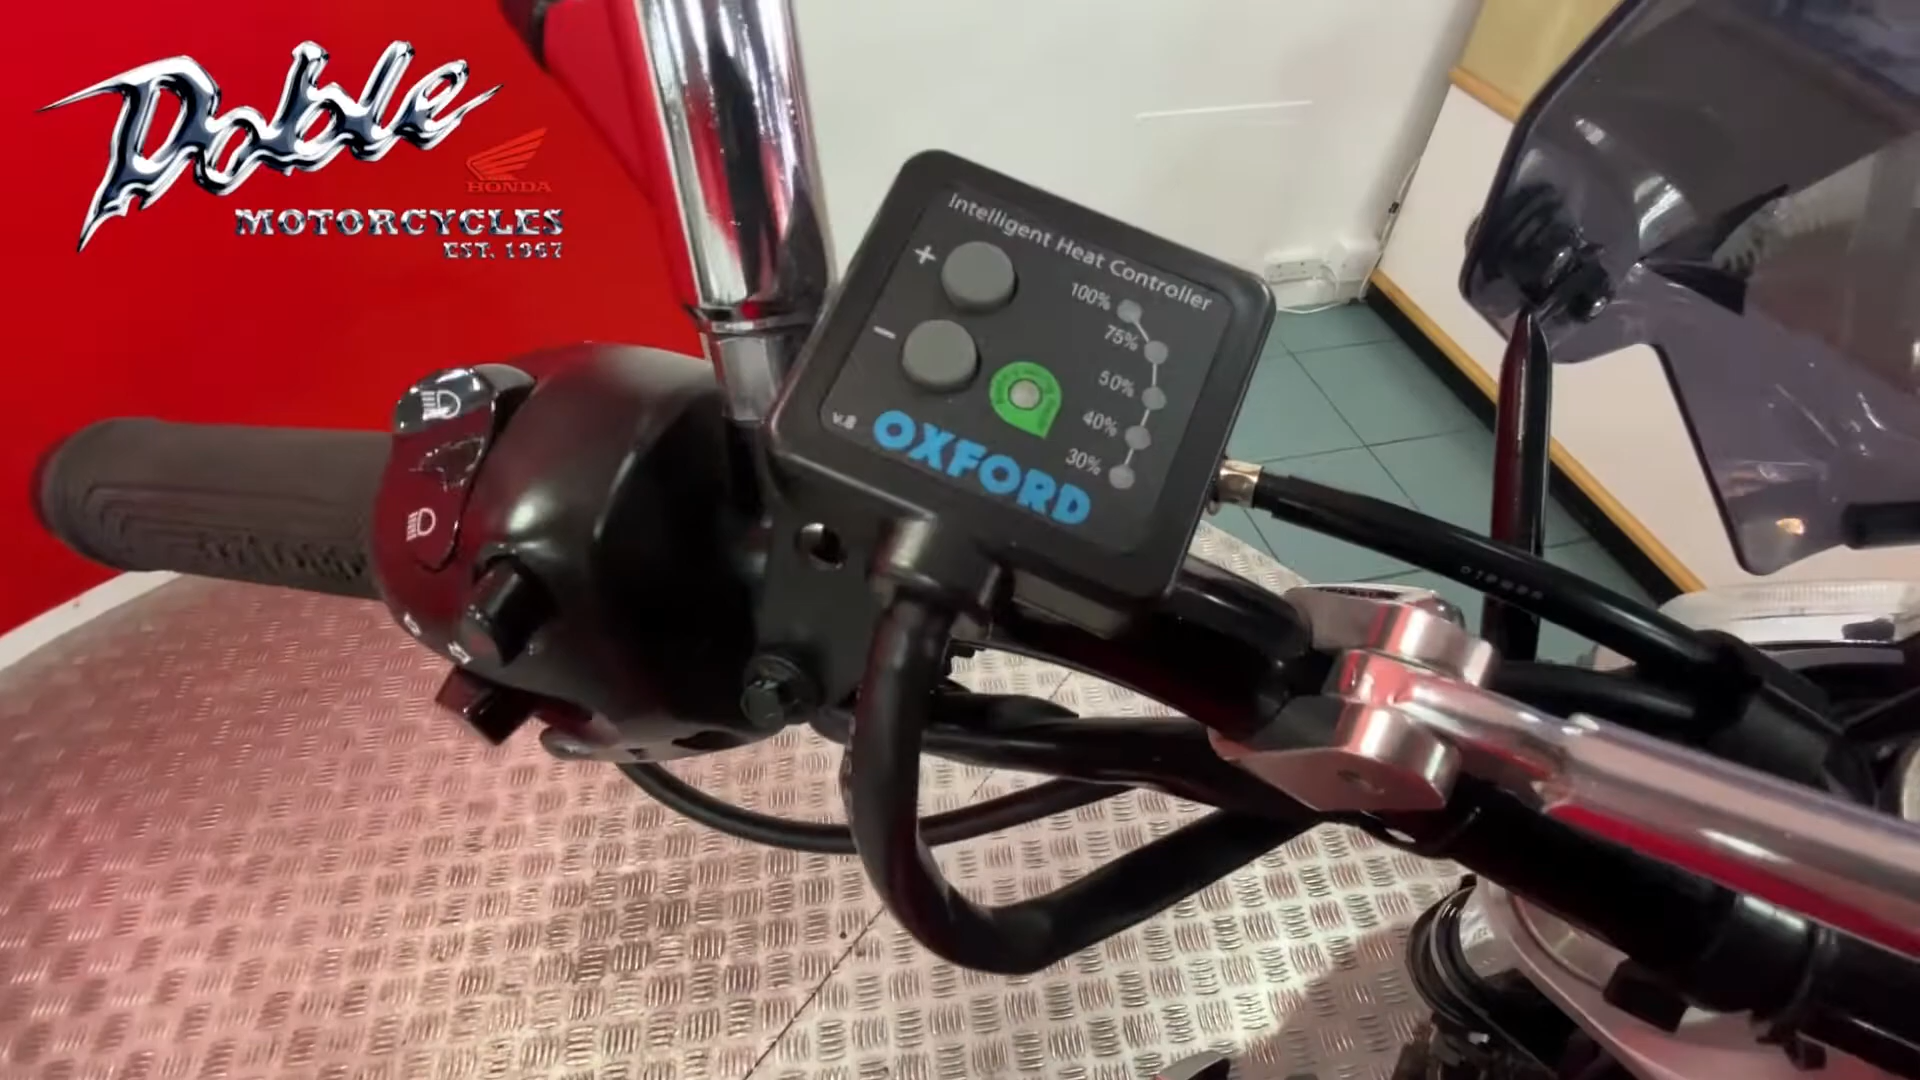 Doble
HONDA
MOTORCYCLES
EST. 1967
Intelligent Heat Controller
+
100%
75%
-
50%
40%
30%
v.8
OXFORD